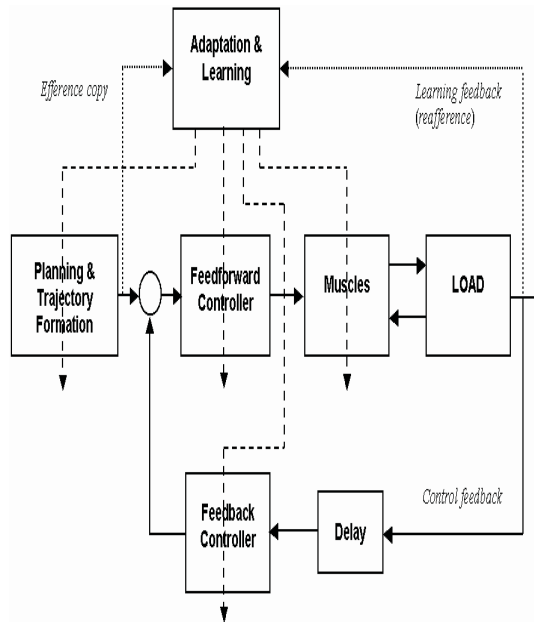 Adaptation &
Learning
Efference copy
Learning feedback
(reafference)
Planning &
Trajectory
Formation
Feedforward
Controller
Muscles
LOAD
Control feedback
Feedback
Controller
Delay